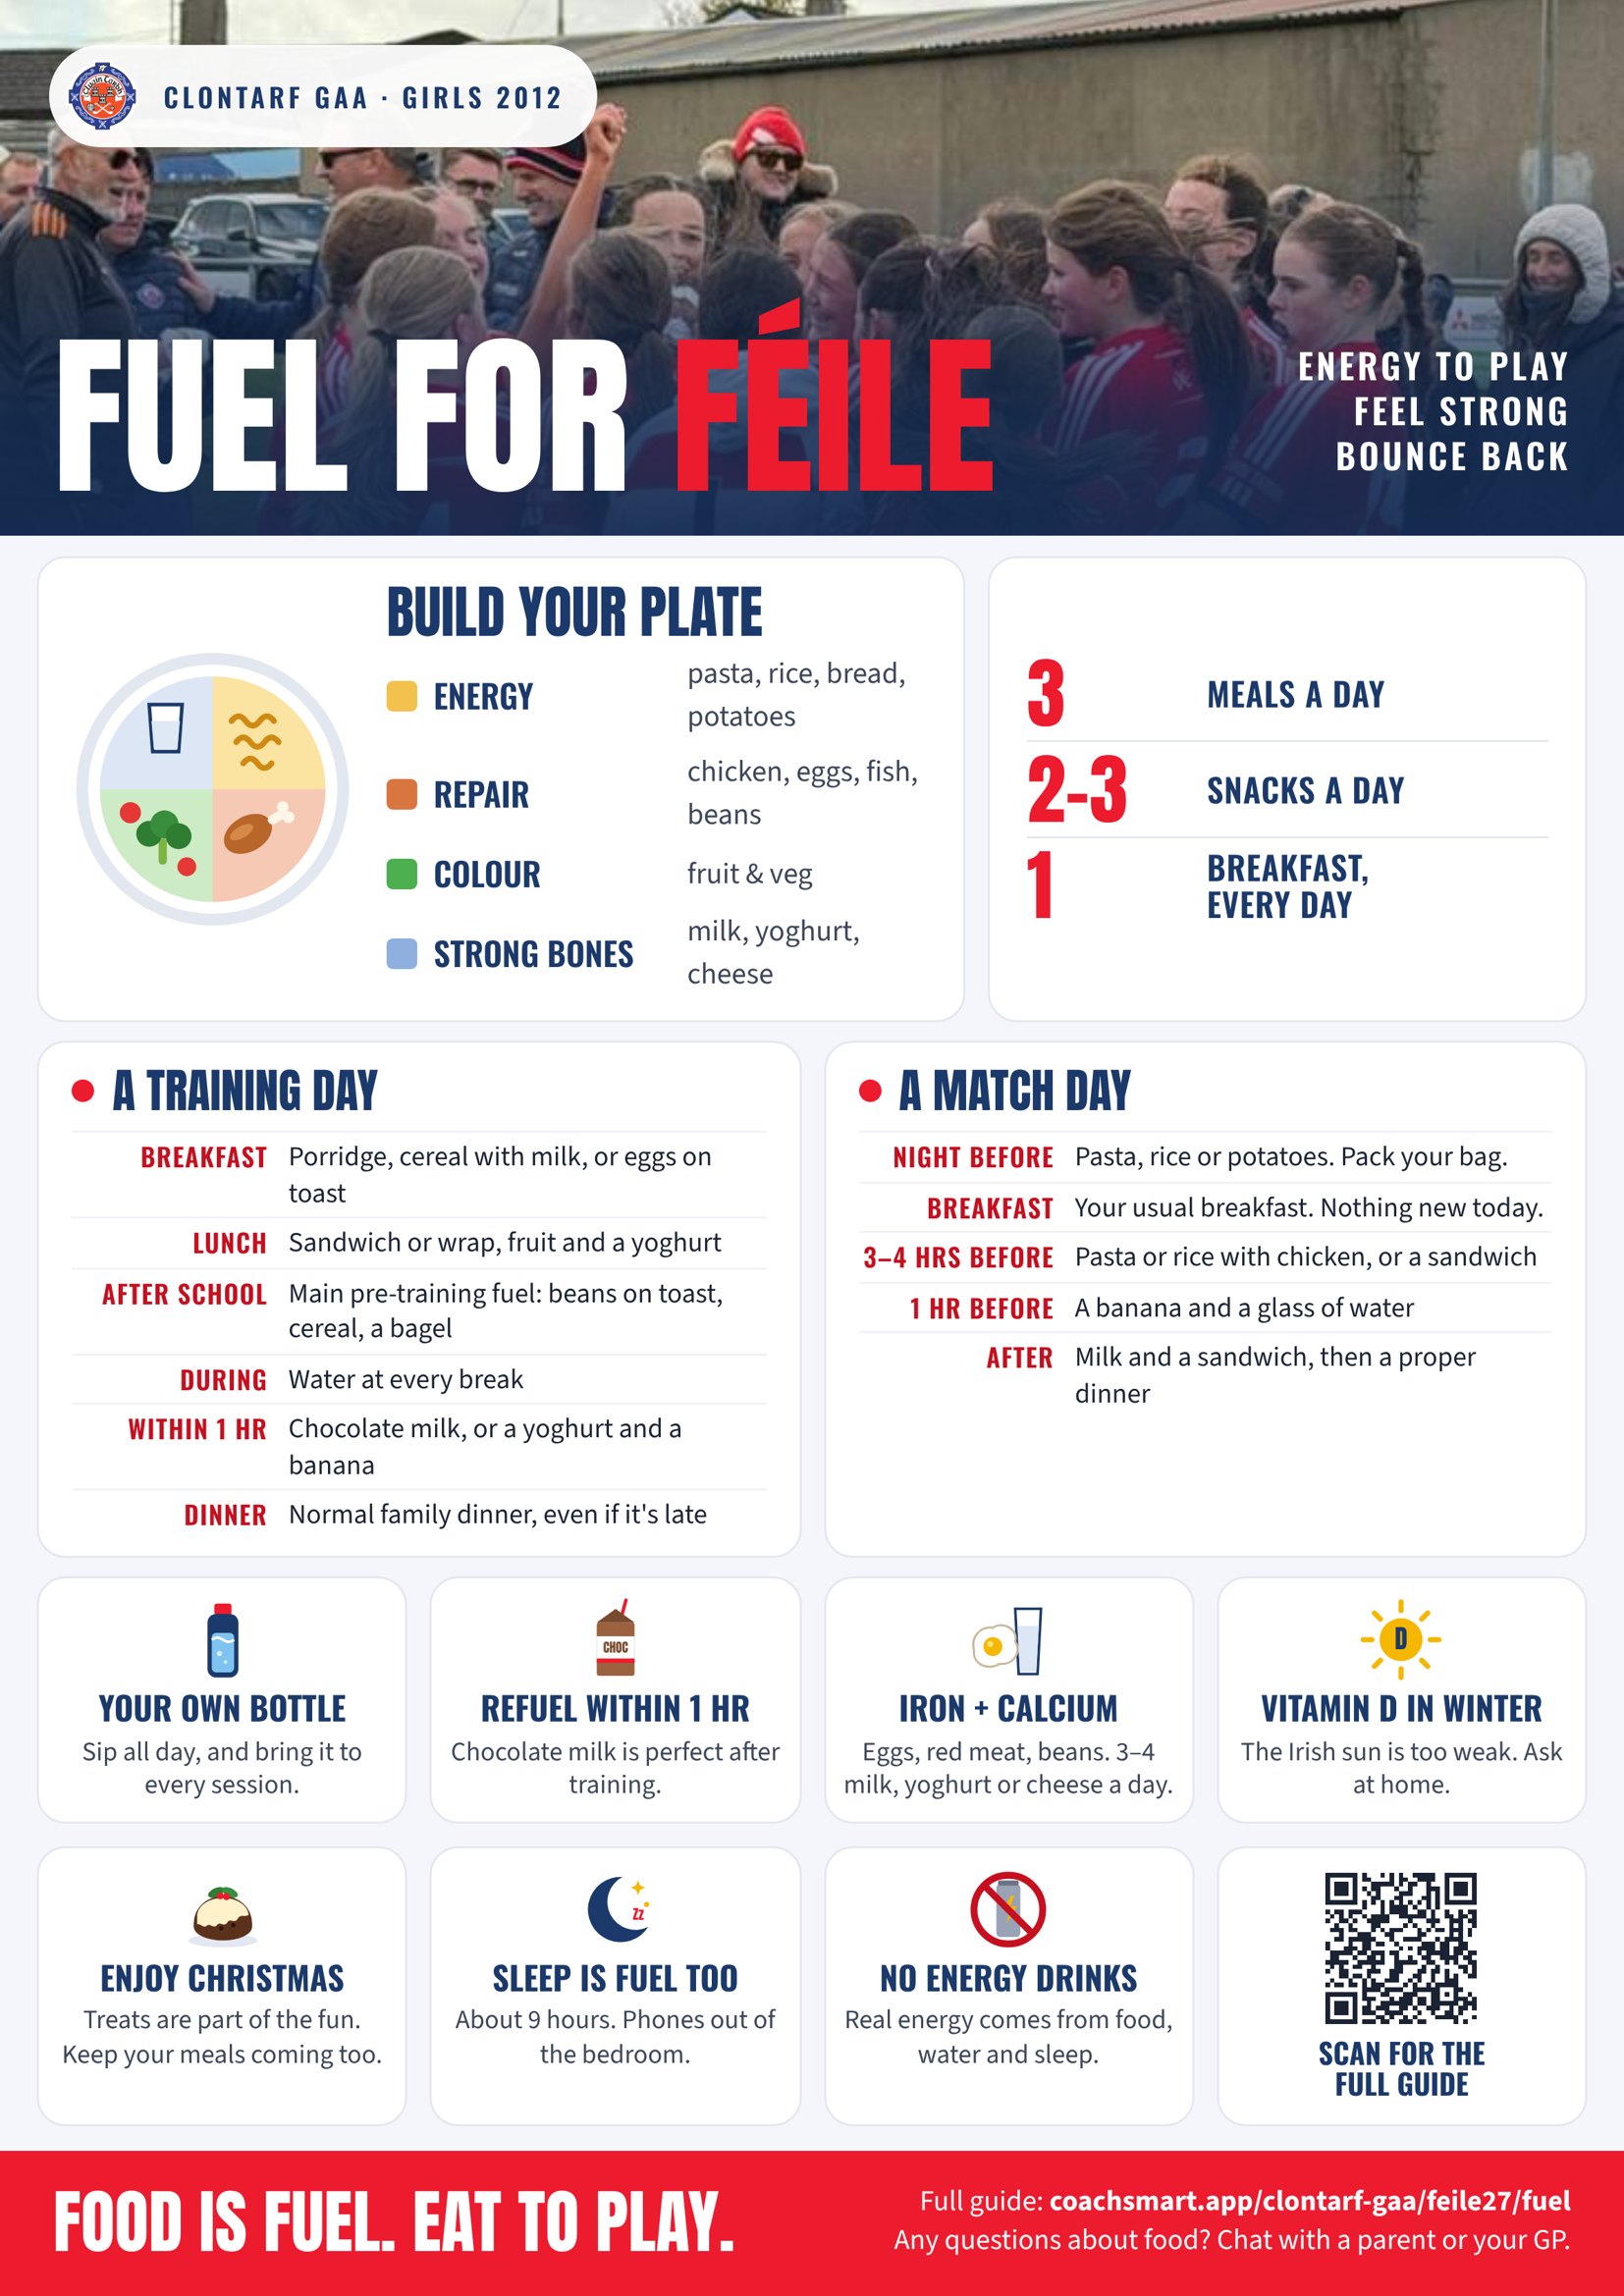 CLONTARF GAA · GIRLS 2012
FUEL FOR FÉILE
ENERGY TO PLAY
FEEL STRONG
BOUNCE BACK
BUILD YOUR PLATE
ENERGY
pasta, rice, bread,
potatoes
REPAIR
chicken, eggs, fish,
beans
COLOUR
fruit & veg
STRONG BONES
milk, yoghurt,
cheese
3 MEALS A DAY
2-3 SNACKS A DAY
1 BREAKFAST,
EVERY DAY
A TRAINING DAY
BREAKFAST Porridge, cereal with milk, or eggs on
toast
LUNCH Sandwich or wrap, fruit and a yoghurt
AFTER SCHOOL Main pre-training fuel: beans on toast,
cereal, a bagel
DURING Water at every break
WITHIN 1 HR Chocolate milk, or a yoghurt and a
banana
DINNER Normal family dinner, even if it's late
A MATCH DAY
NIGHT BEFORE Pasta, rice or potatoes. Pack your bag.
BREAKFAST Your usual breakfast. Nothing new today.
3–4 HRS BEFORE Pasta or rice with chicken, or a sandwich
1 HR BEFORE A banana and a glass of water
AFTER Milk and a sandwich, then a proper
dinner
YOUR OWN BOTTLE
Sip all day, and bring it to
every session.
CHOC
REFUEL WITHIN 1 HR
Chocolate milk is perfect after
training.
IRON + CALCIUM
Eggs, red meat, beans. 3–4
milk, yoghurt or cheese a day.
D
VITAMIN D IN WINTER
The Irish sun is too weak. Ask
at home.
ENJOY CHRISTMAS
Treats are part of the fun.
Keep your meals coming too.
Zz
SLEEP IS FUEL TOO
About 9 hours. Phones out of
the bedroom.
NO ENERGY DRINKS
Real energy comes from food,
water and sleep.
SCAN FOR THE
FULL GUIDE
FOOD IS FUEL. EAT TO PLAY.
Full guide: coachsmart.app/clontarf-gaa/feile27/fuel
Any questions about food? Chat with a parent or your GP.